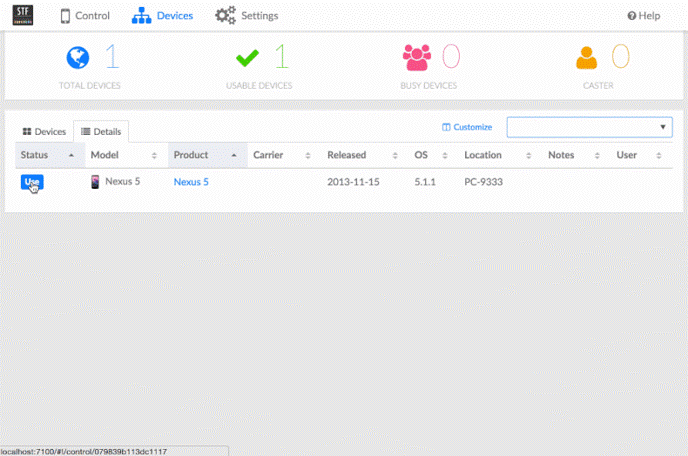 STF
Control
Devices
Settings
Help
1
1
0
0
TOTAL DEVICES
USABLE DEVICES
BUSY DEVICES
CASTER
Devices
Details
Customize
Status Model Product Carrier Released OS Location Notes User
Use Nexus 5 Nexus 5 2013-11-15 5.1.1 PC-9333
localhost:7100/#!/control/079839b113dc1117